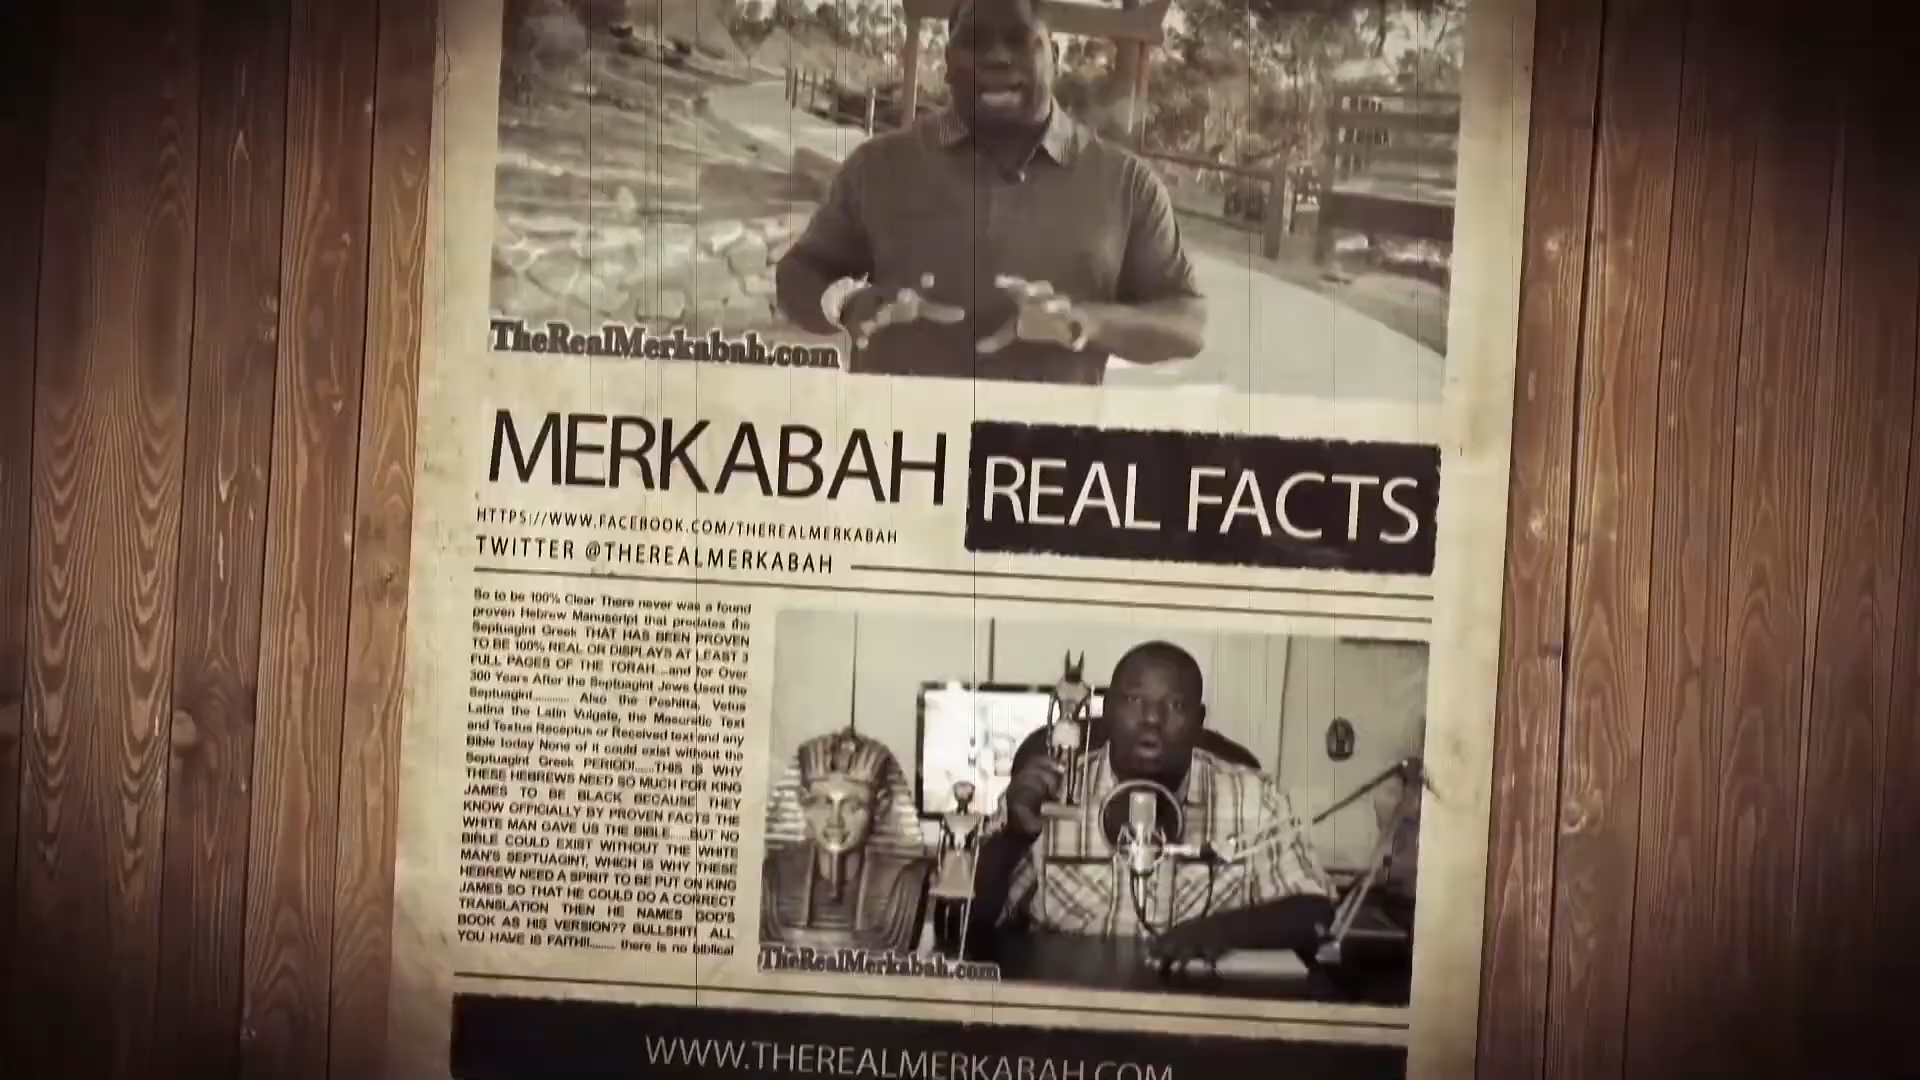 TheRealMerkabah.com
MERKABAH
REAL FACTS
HTTPS://WWW.FACEBOOK.COM/THEREALMERKABAH
TWITTER @THEREALMERKABAH
So to be 100% Clear There never was a found
proven Hebrew Manuscript that predates the
Septuagint Greek THAT HAS BEEN PROVEN
TO BE 100% REAL OR DISPLAYS AT LEAST 3
FULL PAGES OF THE TORAH....and for Over
300 Years After the Septuagint Jews Used the
Septuagint............ Also the Peshitta, Vetus
Latina the Latin Vulgate, the Masoretic Text
and Textus Receptus or Received text and any
Bible today None of it could exist without the
Septuagint Greek PERIOD!.....THIS IS WHY
THESE HEBREWS NEED SO MUCH FOR KING
JAMES TO BE BLACK BECAUSE THEY
KNOW OFFICIALLY BY PROVEN FACTS THE
WHITE MAN GAVE US THE BIBLE.....BUT NO
BIBLE COULD EXIST WITHOUT THE WHITE
MAN'S SEPTUAGINT, WHICH IS WHY THESE
HEBREW NEED A SPIRIT TO BE PUT ON KING
JAMES SO THAT HE COULD DO A CORRECT
TRANSLATION THEN HE NAMES GOD'S
BOOK AS HIS VERSION?? BULLSHIT! ALL
YOU HAVE IS FAITH!!........ there is no biblical
TheRealMerkabah.com
WWW.THEREALMERKABAH.COM